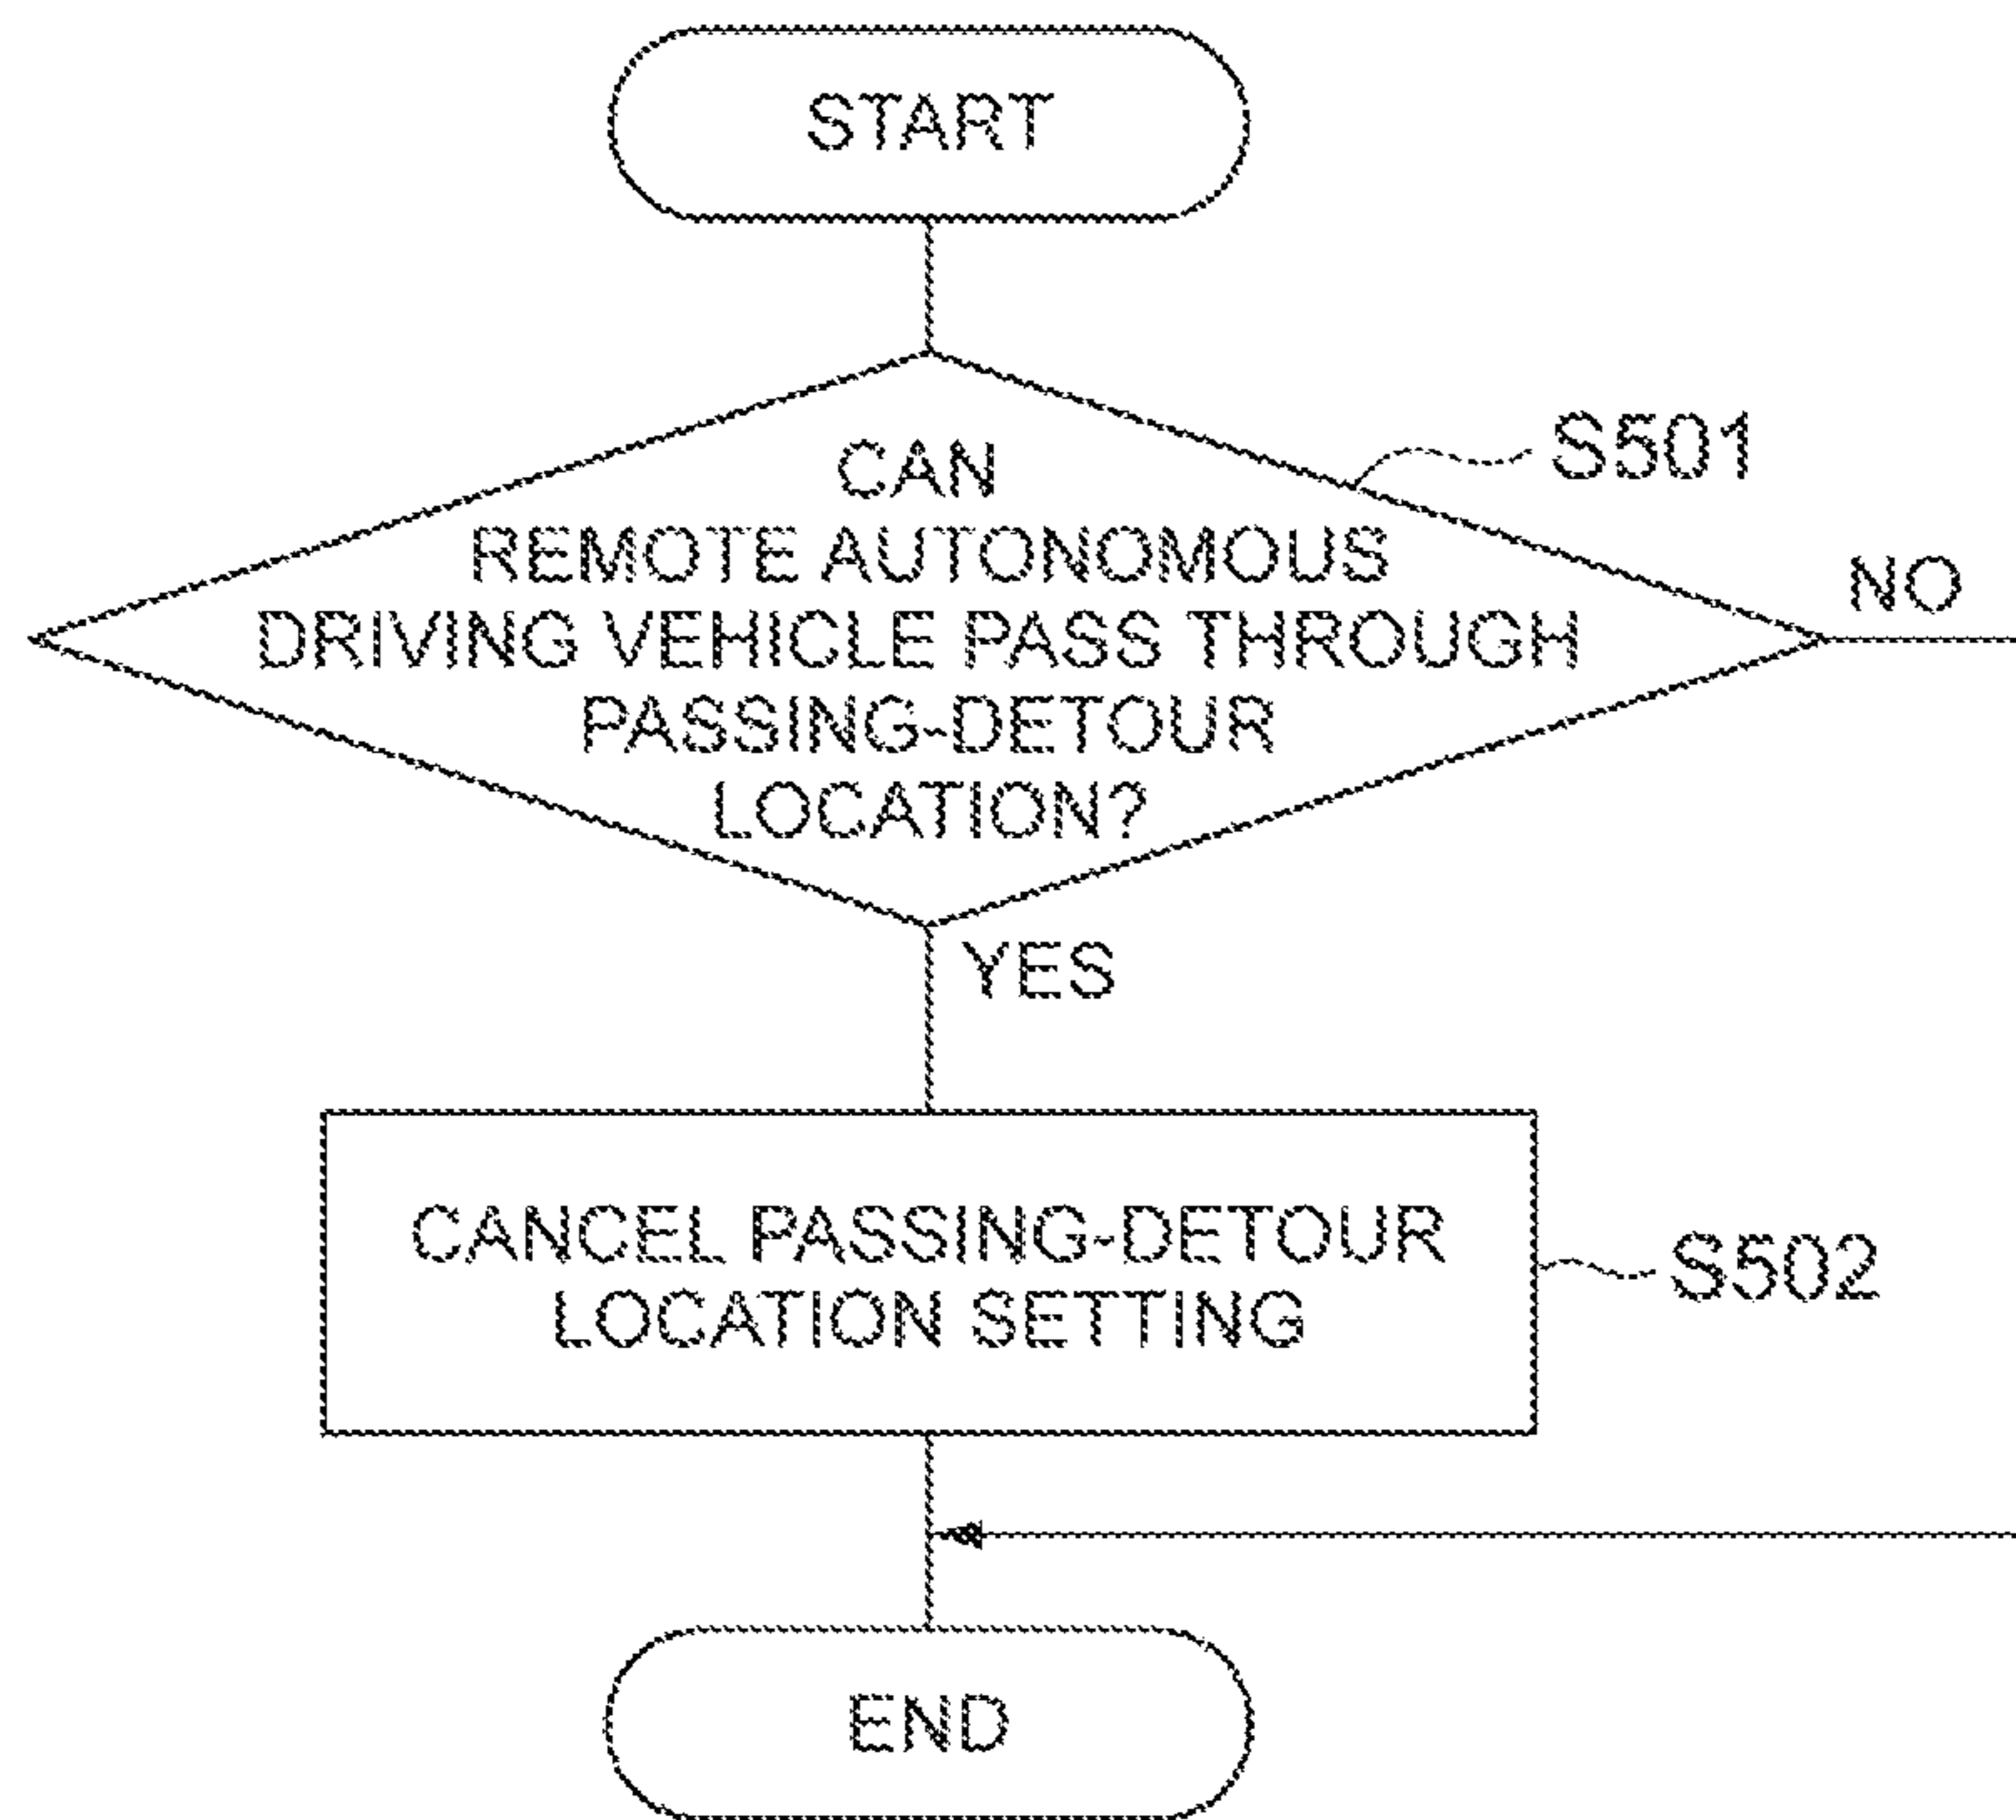 START
CAN
REMOTE AUTONOMOUS
DRIVING VEHICLE PASS THROUGH
PASSING-DETOUR
LOCATION?
S501
NO
YES
CANCEL PASSING-DETOUR
LOCATION SETTING
S502
END